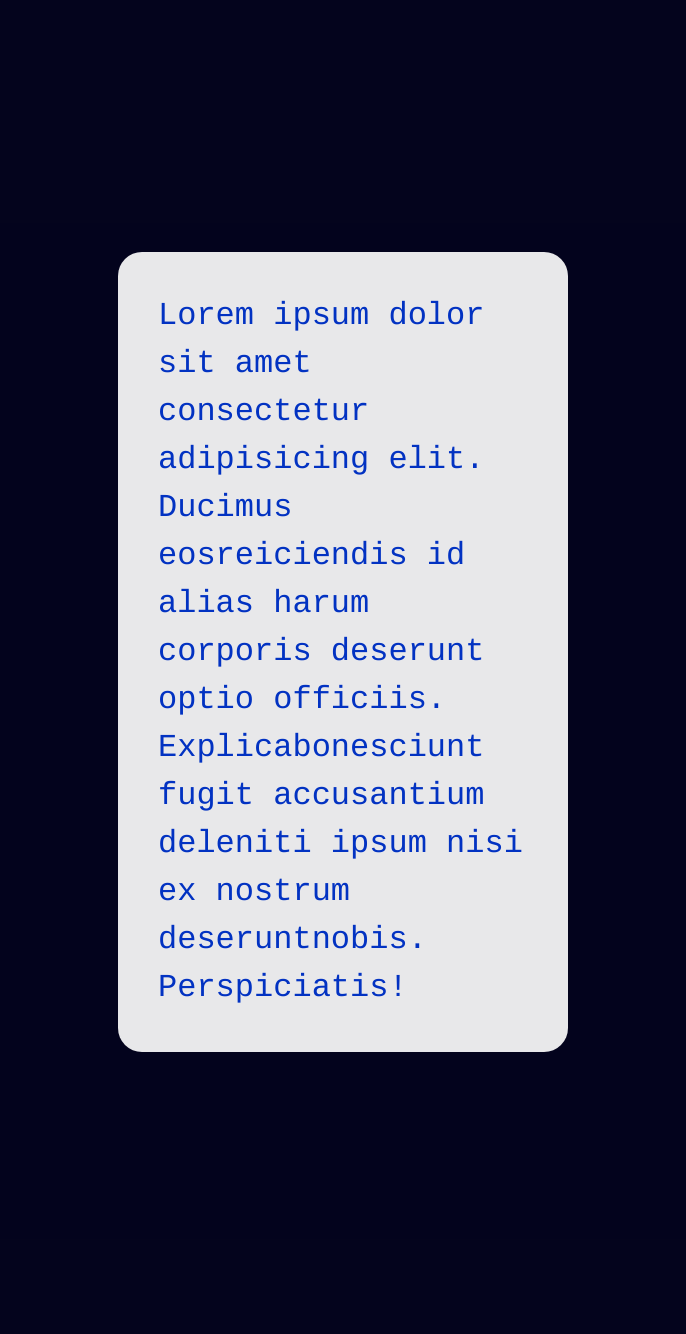 Lorem ipsum dolor
sit amet
consectetur
adipisicing elit.
Ducimus
eosreiciendis id
alias harum
corporis deserunt
optio officiis.
Explicabonesciunt
fugit accusantium
deleniti ipsum nisi
ex nostrum
deseruntnobis.
Perspiciatis!